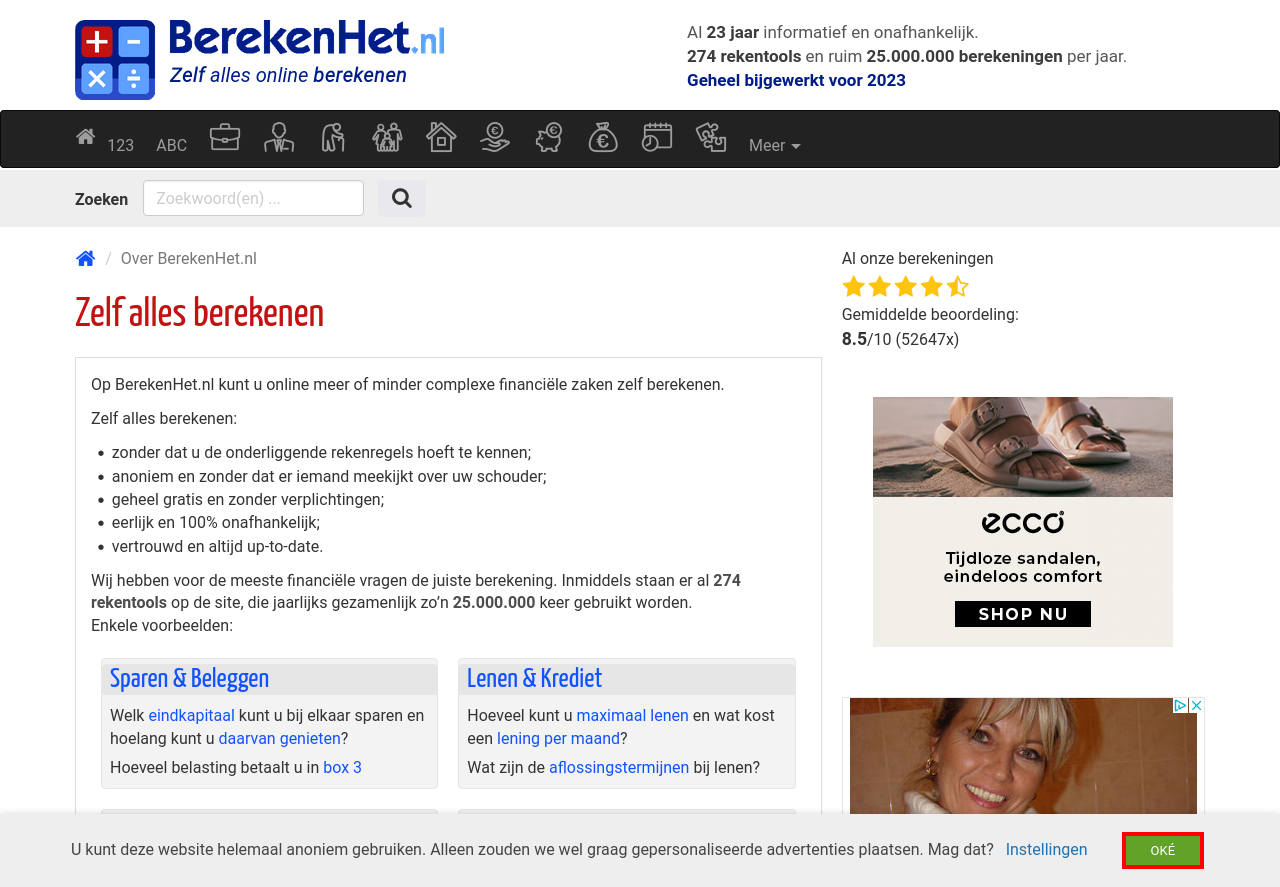 BerekenHet.nl
Zelf alles online berekenen
Al 23 jaar informatief en onafhankelijk.
274 rekentools en ruim 25.000.000 berekeningen per jaar.
Geheel bijgewerkt voor 2023
123 ABC Meer
Zoeken Zoekwoord(en) ...
/ Over BerekenHet.nl
Zelf alles berekenen
Op BerekenHet.nl kunt u online meer of minder complexe financiële zaken zelf berekenen.
Zelf alles berekenen:
• zonder dat u de onderliggende rekenregels hoeft te kennen;
• anoniem en zonder dat er iemand meekijkt over uw schouder;
• geheel gratis en zonder verplichtingen;
• eerlijk en 100% onafhankelijk;
• vertrouwd en altijd up-to-date.
Wij hebben voor de meeste financiële vragen de juiste berekening. Inmiddels staan er al 274
rekentools op de site, die jaarlijks gezamenlijk zo’n 25.000.000 keer gebruikt worden.
Enkele voorbeelden:
Sparen & Beleggen
Welk eindkapitaal kunt u bij elkaar sparen en
hoelang kunt u daarvan genieten?
Hoeveel belasting betaalt u in box 3
Lenen & Krediet
Hoeveel kunt u maximaal lenen en wat kost
een lening per maand?
Wat zijn de aflossingstermijnen bij lenen?
Al onze berekeningen
Gemiddelde beoordeling:
8.5/10 (52647x)
ecco
Tijdloze sandalen,
eindeloos comfort
SHOP NU
U kunt deze website helemaal anoniem gebruiken. Alleen zouden we wel graag gepersonaliseerde advertenties plaatsen. Mag dat? Instellingen OKÉ